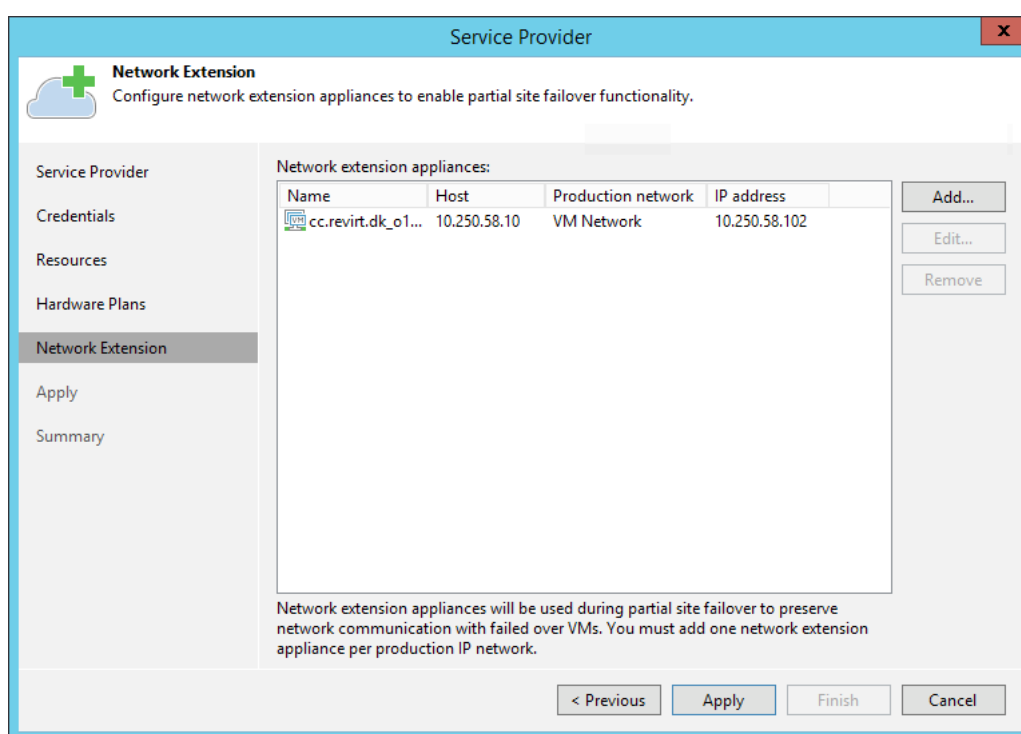 Service Provider
x
Network Extension
Configure network extension appliances to enable partial site failover functionality.
Service Provider
Credentials
Resources
Hardware Plans
Network Extension
Apply
Summary
Network extension appliances:
Name Host Production network IP address
VM cc.revirt.dk_o1... 10.250.58.10 VM Network 10.250.58.102
Add...
Edit...
Remove
Network extension appliances will be used during partial site failover to preserve
network communication with failed over VMs. You must add one network extension
appliance per production IP network.
< Previous Apply Finish Cancel